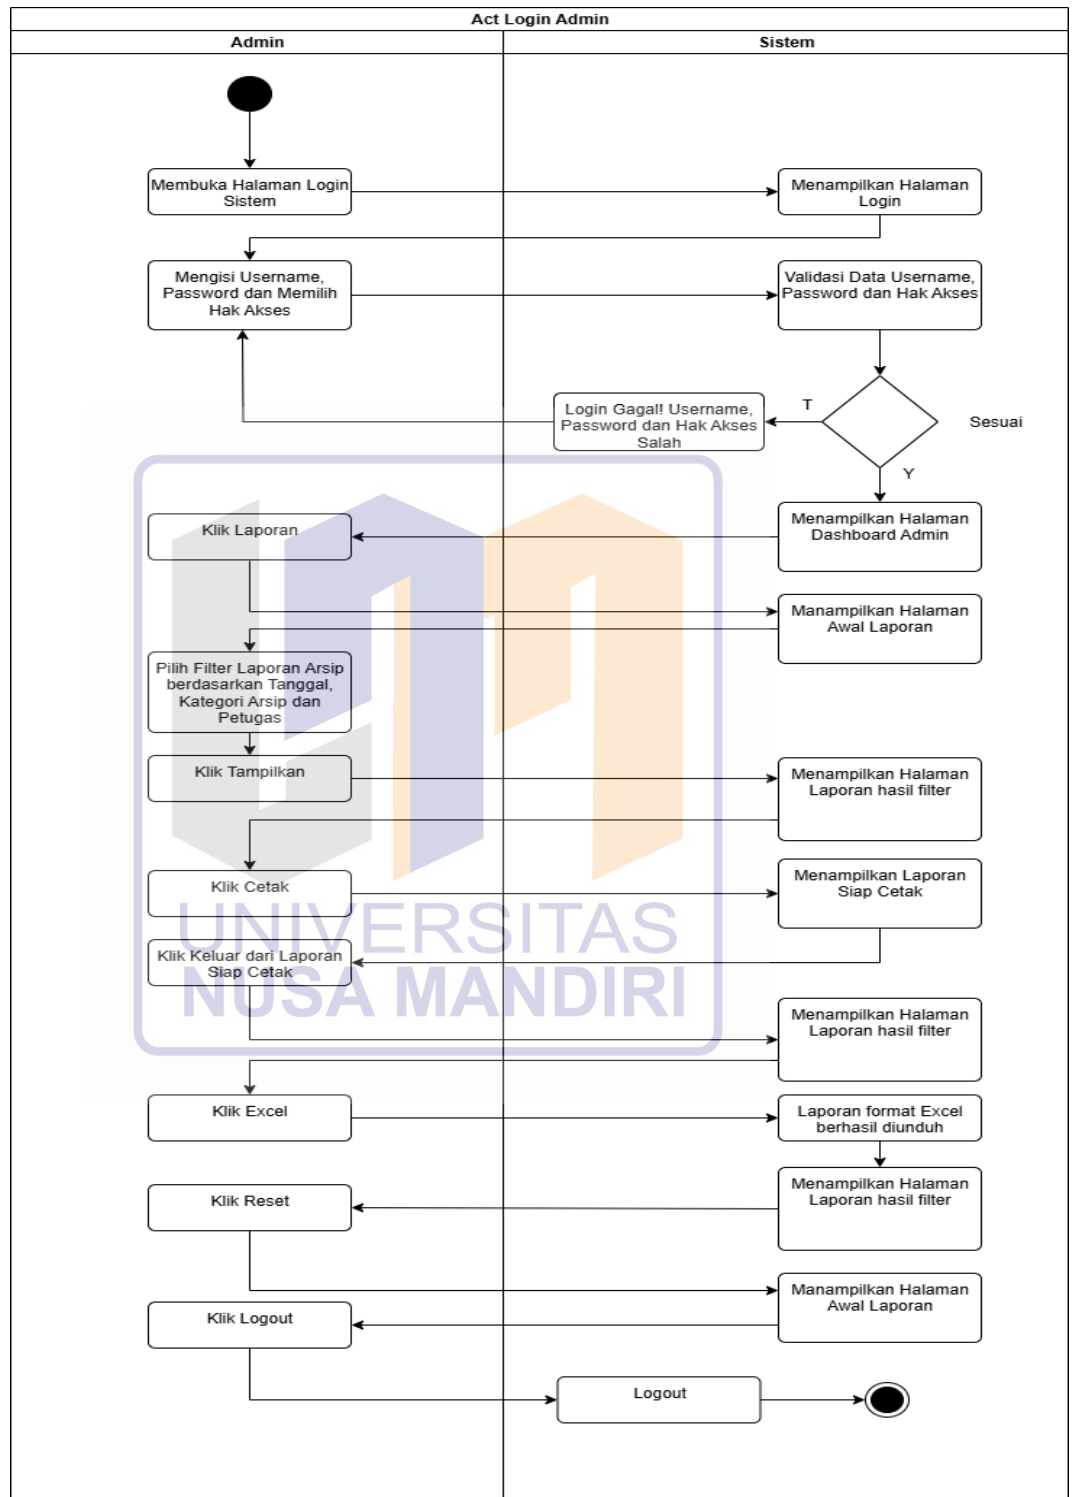 Act Login Admin
Admin
Sistem
Membuka Halaman Login
Sistem
Menampilkan Halaman
Login
Mengisi Username,
Password dan Memilih
Hak Akses
Validasi Data Username,
Password dan Hak Akses
Login Gagal! Username,
Password dan Hak Akses
Salah
T
Sesuai
Y
Klik Laporan
Menampilkan Halaman
Dashboard Admin
Manampilkan Halaman
Awal Laporan
Pilih Filter Laporan Arsip
berdasarkan Tanggal,
Kategori Arsip dan
Petugas
Klik Tampilkan
Menampilkan Halaman
Laporan hasil filter
Klik Cetak
Menampilkan Laporan
Siap Cetak
UNIVERSITAS
NUSA MANDIRI
Klik Keluar dari Laporan
Siap Cetak
Menampilkan Halaman
Laporan hasil filter
Klik Excel
Laporan format Excel
berhasil diunduh
Klik Reset
Menampilkan Halaman
Laporan hasil filter
Manampilkan Halaman
Awal Laporan
Klik Logout
Logout